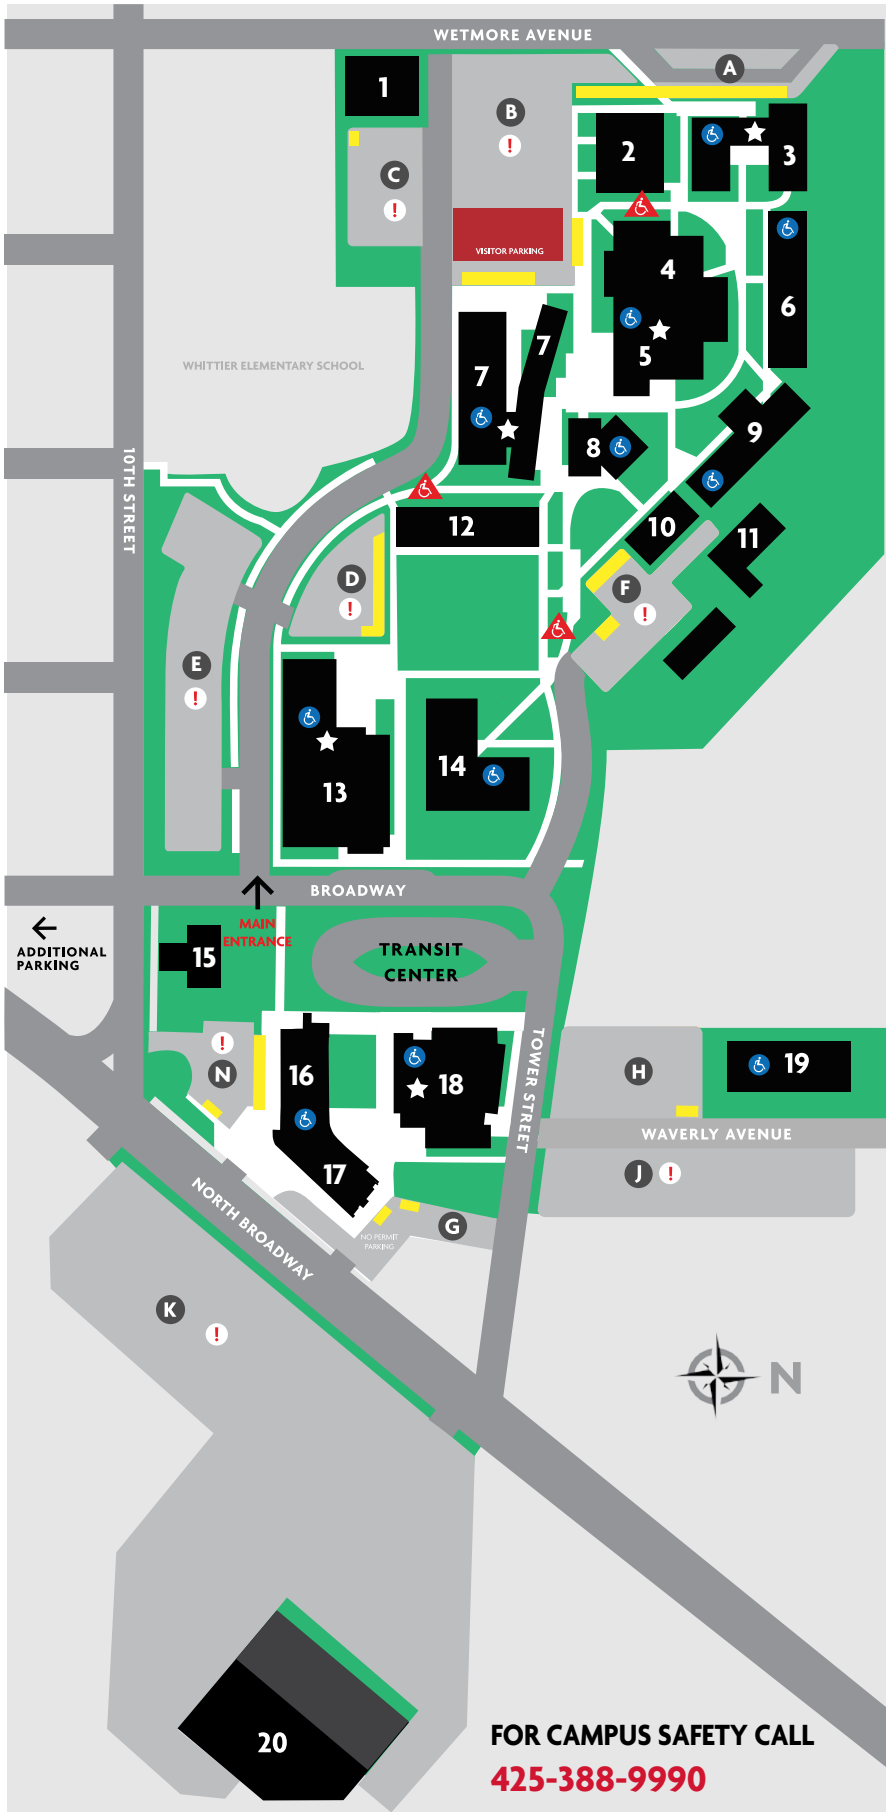 WETMORE AVENUE
A
1
B
!
2
3
C
!
VISITOR PARKING
4
6
5
7
7
WHITTIER ELEMENTARY SCHOOL
8
9
10TH STREET
12
10
11
D
!
F
!
E
!
14
13
BROADWAY
MAIN
ENTRANCE
ADDITIONAL
PARKING
15
TRANSIT
CENTER
!
N
16
18
TOWER STREET
H
19
WAVERLY AVENUE
17
J
!
NORTH BROADWAY
G
NO PERMIT
PARKING
K
!
N
20
FOR CAMPUS SAFETY CALL
425-388-9990